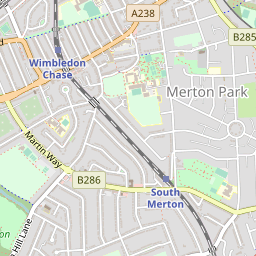 A238
B285
Wimbledon
Chase
Merton Park
Martin Way
B286
South
Merton
Hill Lane